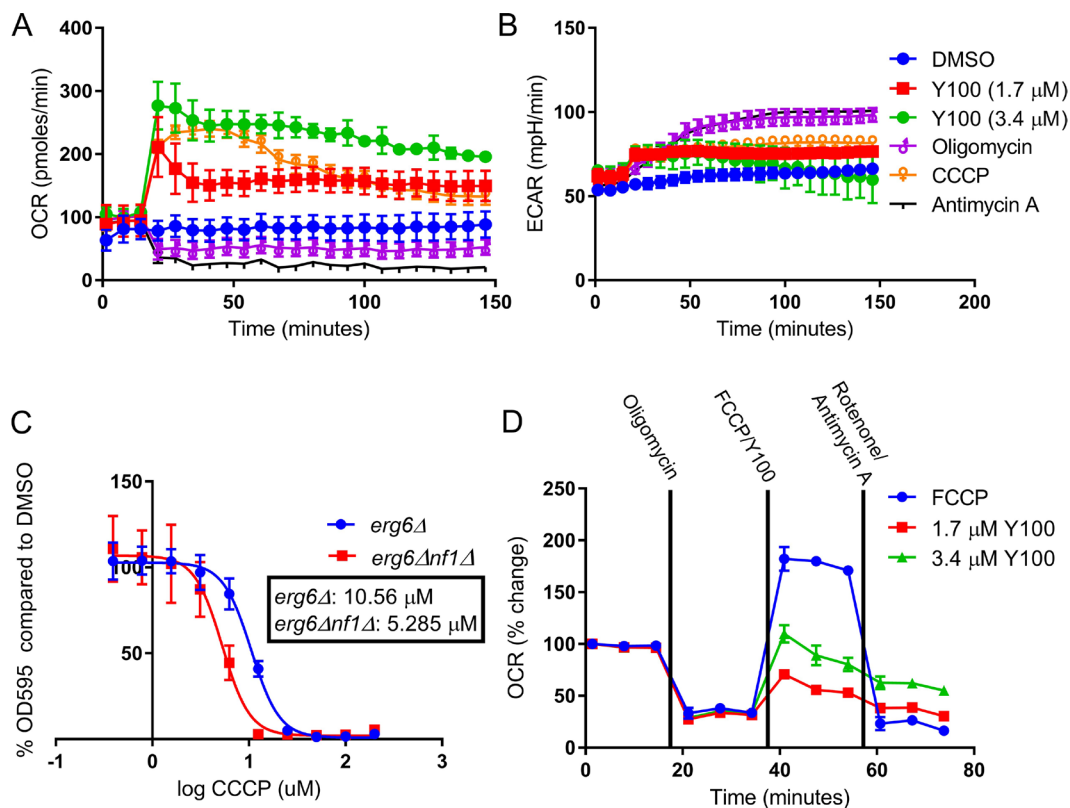 A
400
300
200
100
0
OCR (pmoles/min)
0
50
100
150
Time (minutes)
B
150
100
50
0
ECAR (mpH/min)
0
50
100
150
200
Time (minutes)
DMSO
Y100 (1.7 μM)
Y100 (3.4 μM)
Oligomycin
CCCP
Antimycin A
C
150
100
50
% OD595 compared to DMSO
-1
0
1
2
3
log CCCP (uM)
erg6Δ
erg6Δnf1Δ
erg6Δ: 10.56 μM
erg6Δnf1Δ: 5.285 μM
D
Oligomycin
FCCP/Y100
Rotenone/
Antimycin A
250
200
150
100
50
0
OCR (% change)
0
20
40
60
80
Time (minutes)
FCCP
1.7 μM Y100
3.4 μM Y100